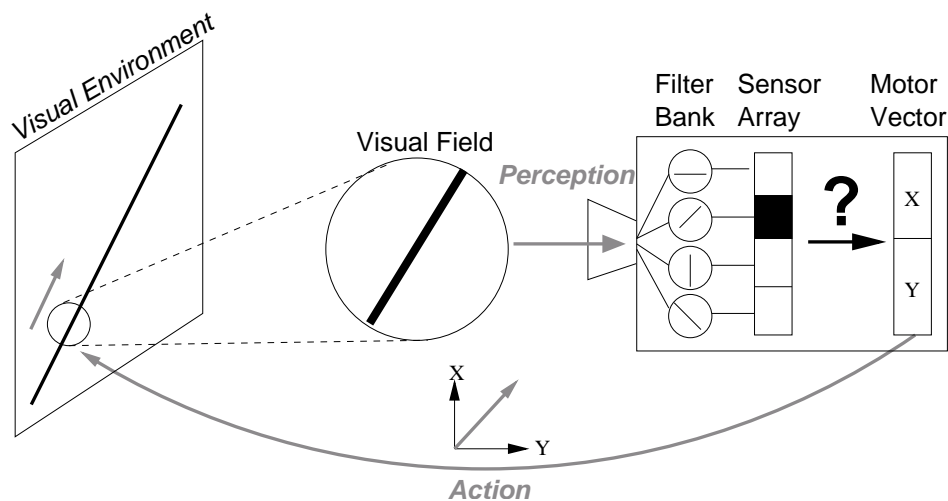 Visual Environment
Visual Field
Perception
Filter
Bank
Sensor
Array
Motor
Vector
?
X
Y
X
Y
Action